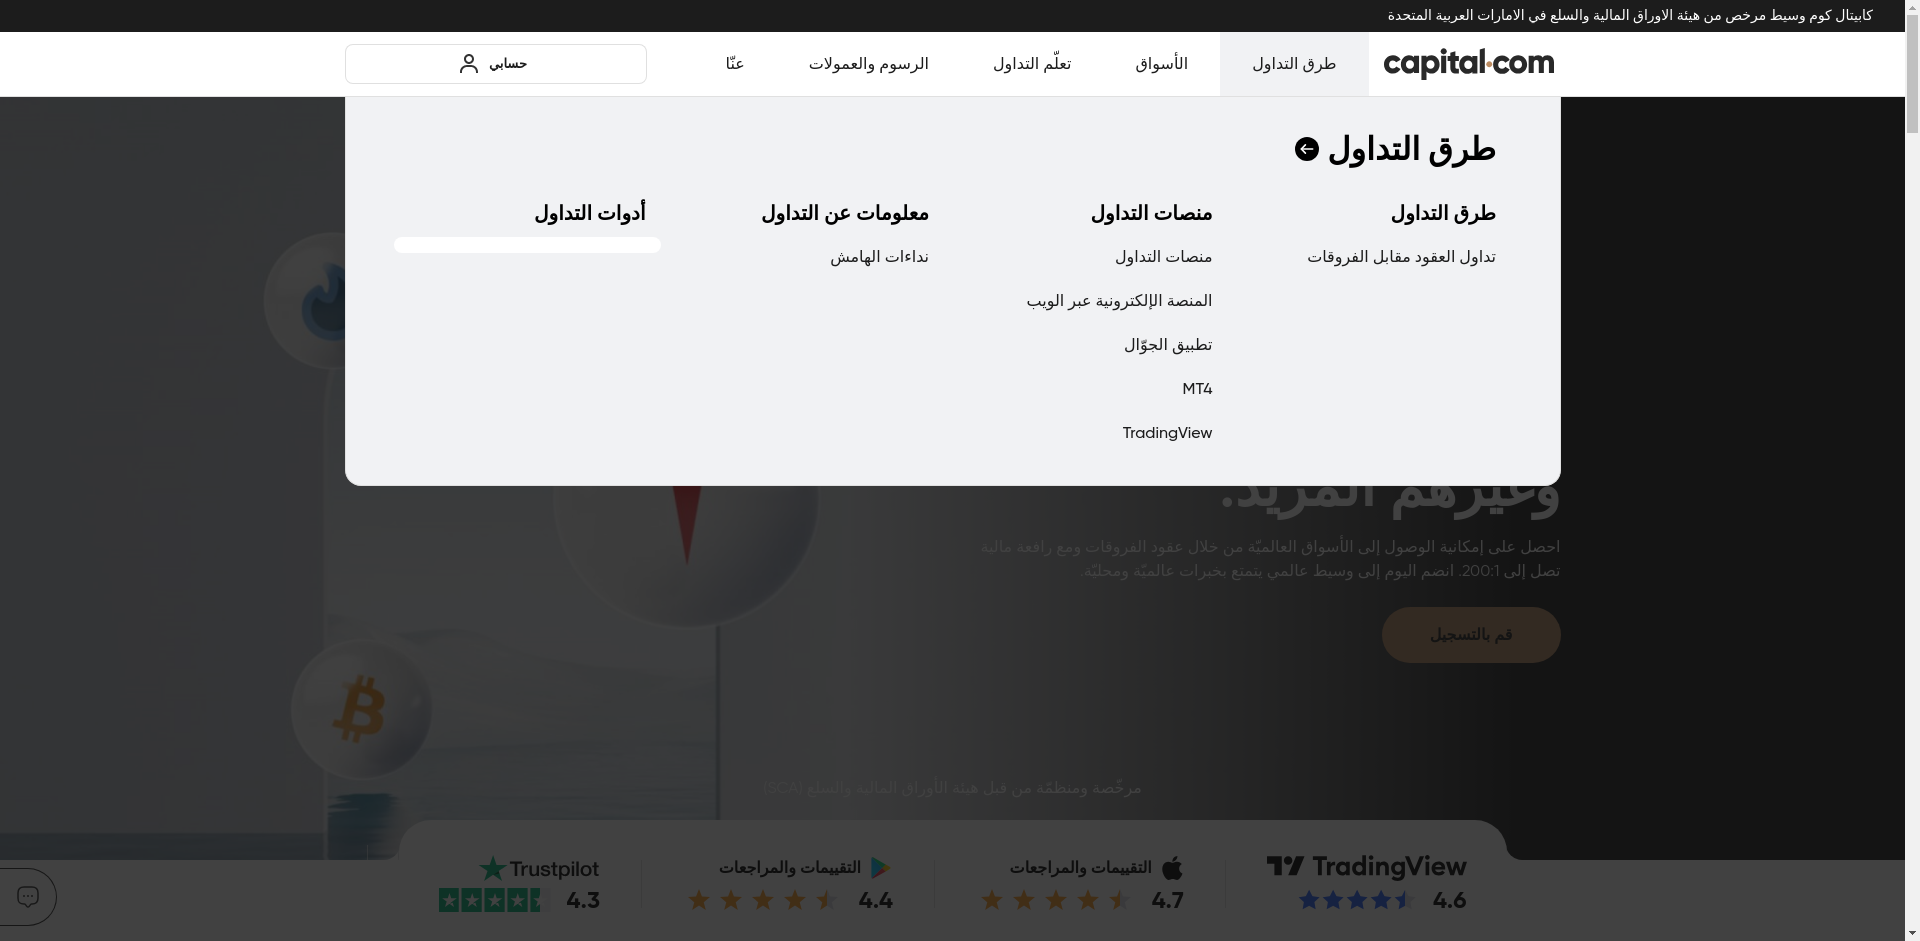 كابيتال كوم وسيط مرخص من هيئة الاوراق المالية والسلع في الامارات العربية المتحدة
capital.com
طرق التداول
الأسواق
تعلّم التداول
الرسوم والعمولات
عنّا
حسابي
طرق التداول
طرق التداول
تداول العقود مقابل الفروقات
منصات التداول
منصات التداول
المنصة الإلكترونية عبر الويب
تطبيق الجوّال
MT4
TradingView
معلومات عن التداول
نداءات الهامش
أدوات التداول
وغيرهم المزيد.
احصل على إمكانية الوصول إلى الأسواق العالميّة من خلال عقود الفروقات ومع رافعة مالية
تصل إلى 200:1. انضم اليوم إلى وسيط عالمي يتمتع بخبرات عالميّة ومحليّة.
قم بالتسجيل
مرخّصة ومنظمّة من قبل هيئة الأوراق المالية والسلع (SCA)
TradingView
4.6
التقييمات والمراجعات
4.7
التقييمات والمراجعات
4.4
Trustpilot
4.3